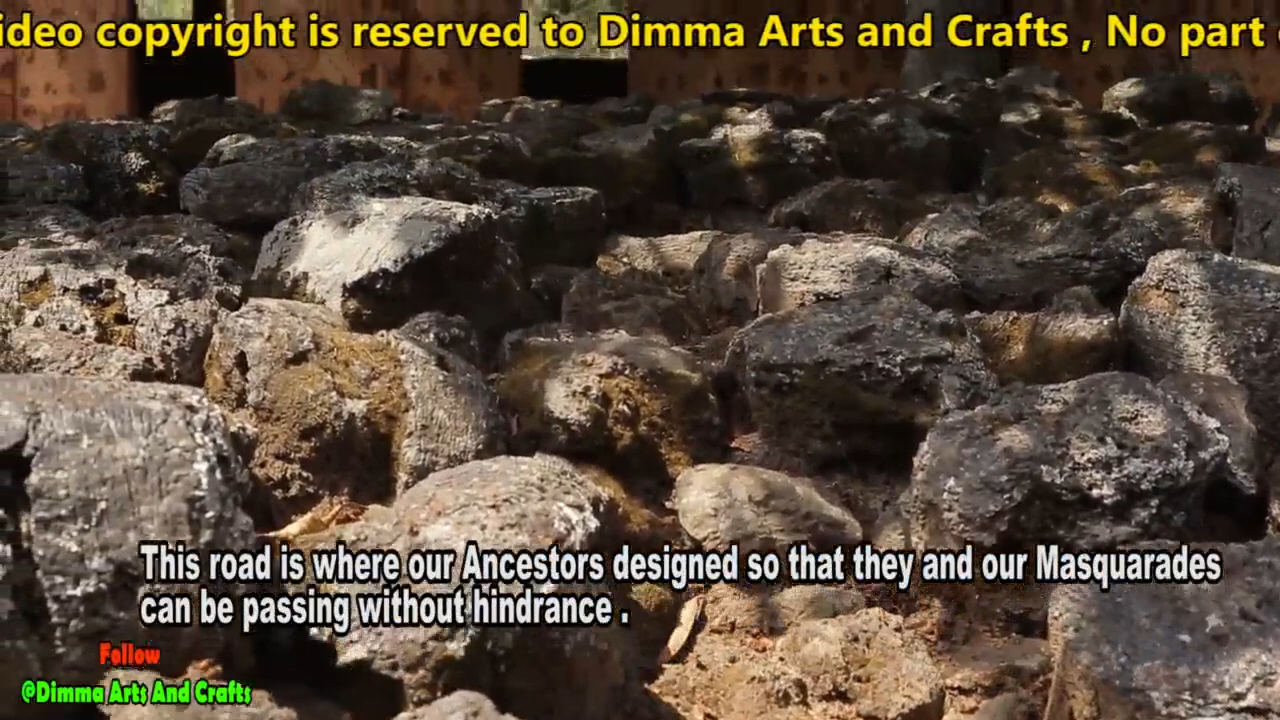 ideo copyright is reserved to Dimma Arts and Crafts , No part
This road is where our Ancestors designed so that they and our Masquarades
can be passing without hindrance .
Follow
@Dimma Arts And Crafts